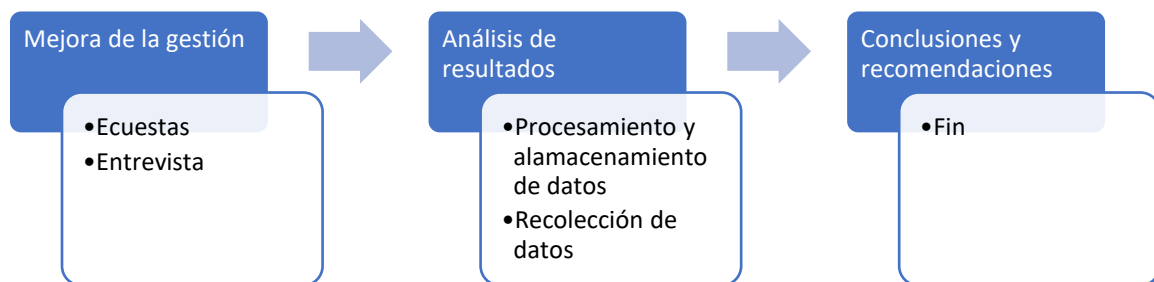 Mejora de la gestión
•Ecuestas
•Entrevista
Análisis de
resultados
•Procesamiento y
alamacenamiento
de datos
•Recolección de
datos
Conclusiones y
recomendaciones
•Fin